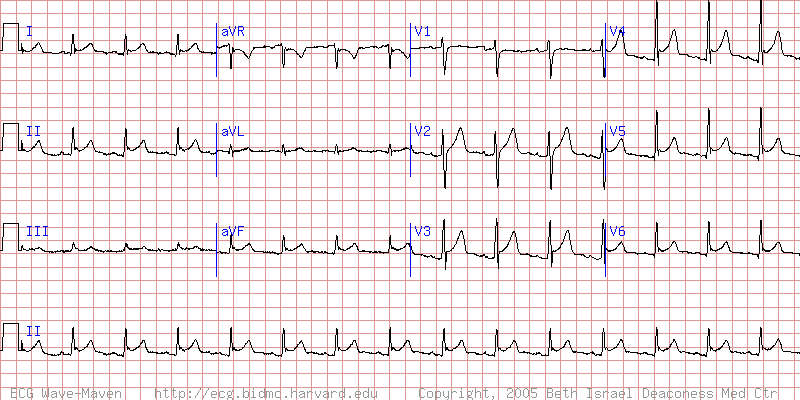 I aVR V1 V4
II aVL V2 V5
III aVF V3 V6
II
ECG Wave-Maven | http://ecg.bidmc.harvard.edu | | Copyright, 2005 Beth Israel Deaconess Med Ctr